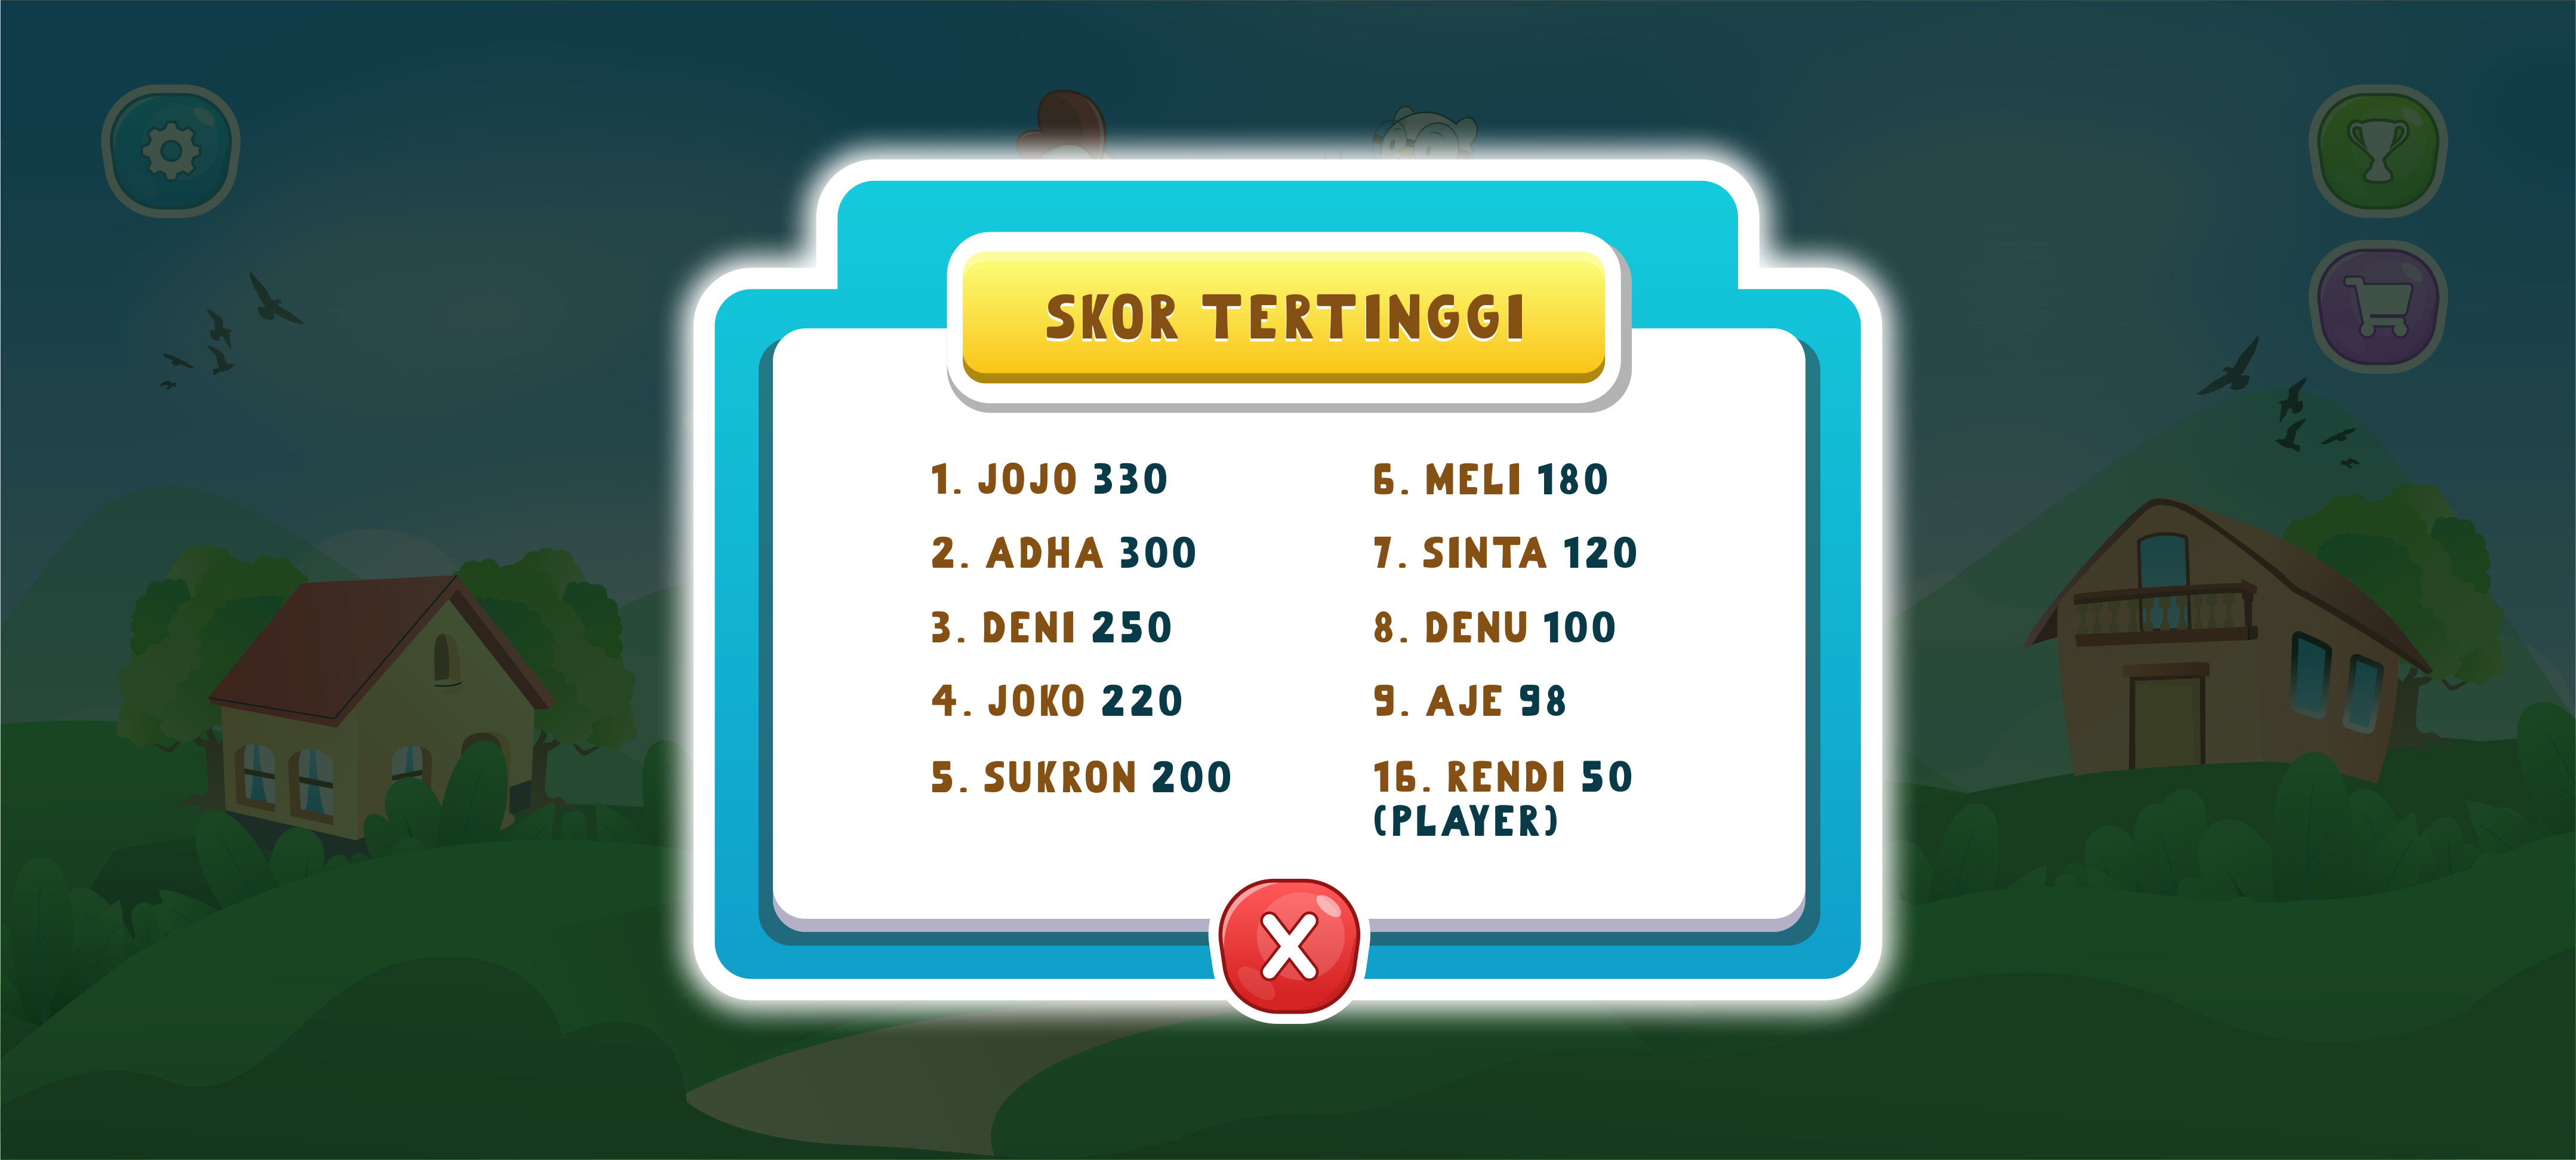 SKOR TERTINGGI
1. JOJO 330
2. ADHA 300
3. DENI 250
4. JOKO 220
5. SUKRON 200
6. MELI 180
7. SINTA 120
8. DENU 100
9. AJE 98
16. RENDI 50
(PLAYER)
X